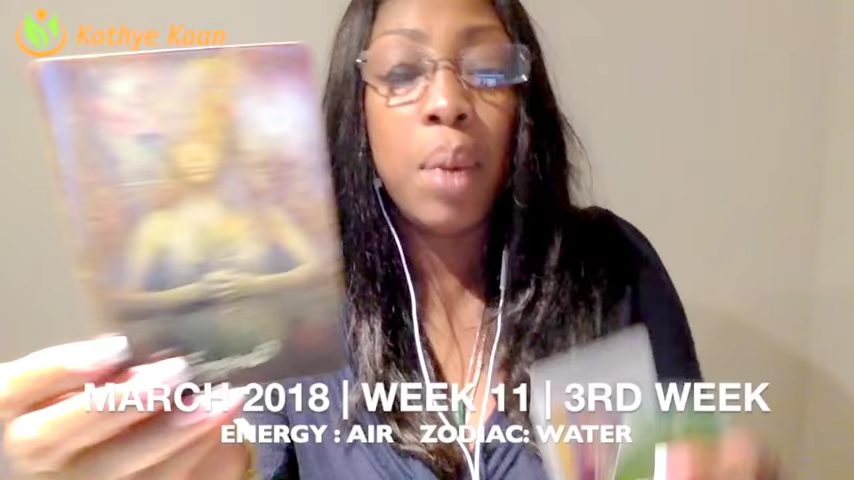 Kathye Kaan
MARCH 2018 | WEEK 11 | 3RD WEEK
ENERGY : AIR ZODIAC: WATER